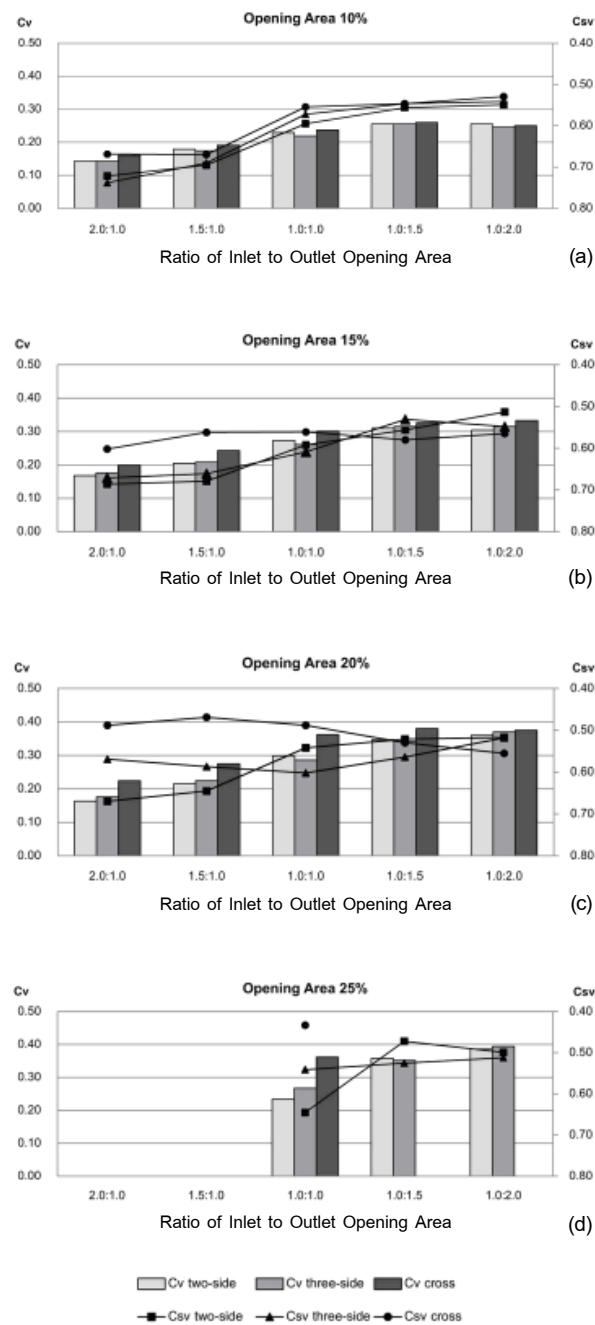 Cv Opening Area 10% Csv
0.50 0.40
0.40 0.50
0.30 0.60
0.20 0.70
0.10
0.00 0.80
2.0:1.0 1.5:1.0 1.0:1.0 1.0:1.5 1.0:2.0
Ratio of Inlet to Outlet Opening Area (a)
Cv Opening Area 15% Csv
0.50 0.40
0.40 0.50
0.30 0.60
0.20 0.70
0.10
0.00 0.80
2.0:1.0 1.5:1.0 1.0:1.0 1.0:1.5 1.0:2.0
Ratio of Inlet to Outlet Opening Area (b)
Cv Opening Area 20% Csv
0.50 0.40
0.40 0.50
0.30 0.60
0.20 0.70
0.10
0.00 0.80
2.0:1.0 1.5:1.0 1.0:1.0 1.0:1.5 1.0:2.0
Ratio of Inlet to Outlet Opening Area (c)
Cv Opening Area 25% Csv
0.50 0.40
0.40 0.50
0.30 0.60
0.20 0.70
0.10
0.00 0.80
2.0:1.0 1.5:1.0 1.0:1.0 1.0:1.5 1.0:2.0
Ratio of Inlet to Outlet Opening Area (d)
Cv two-side Cv three-side Cv cross
Csv two-side Csv three-side Csv cross